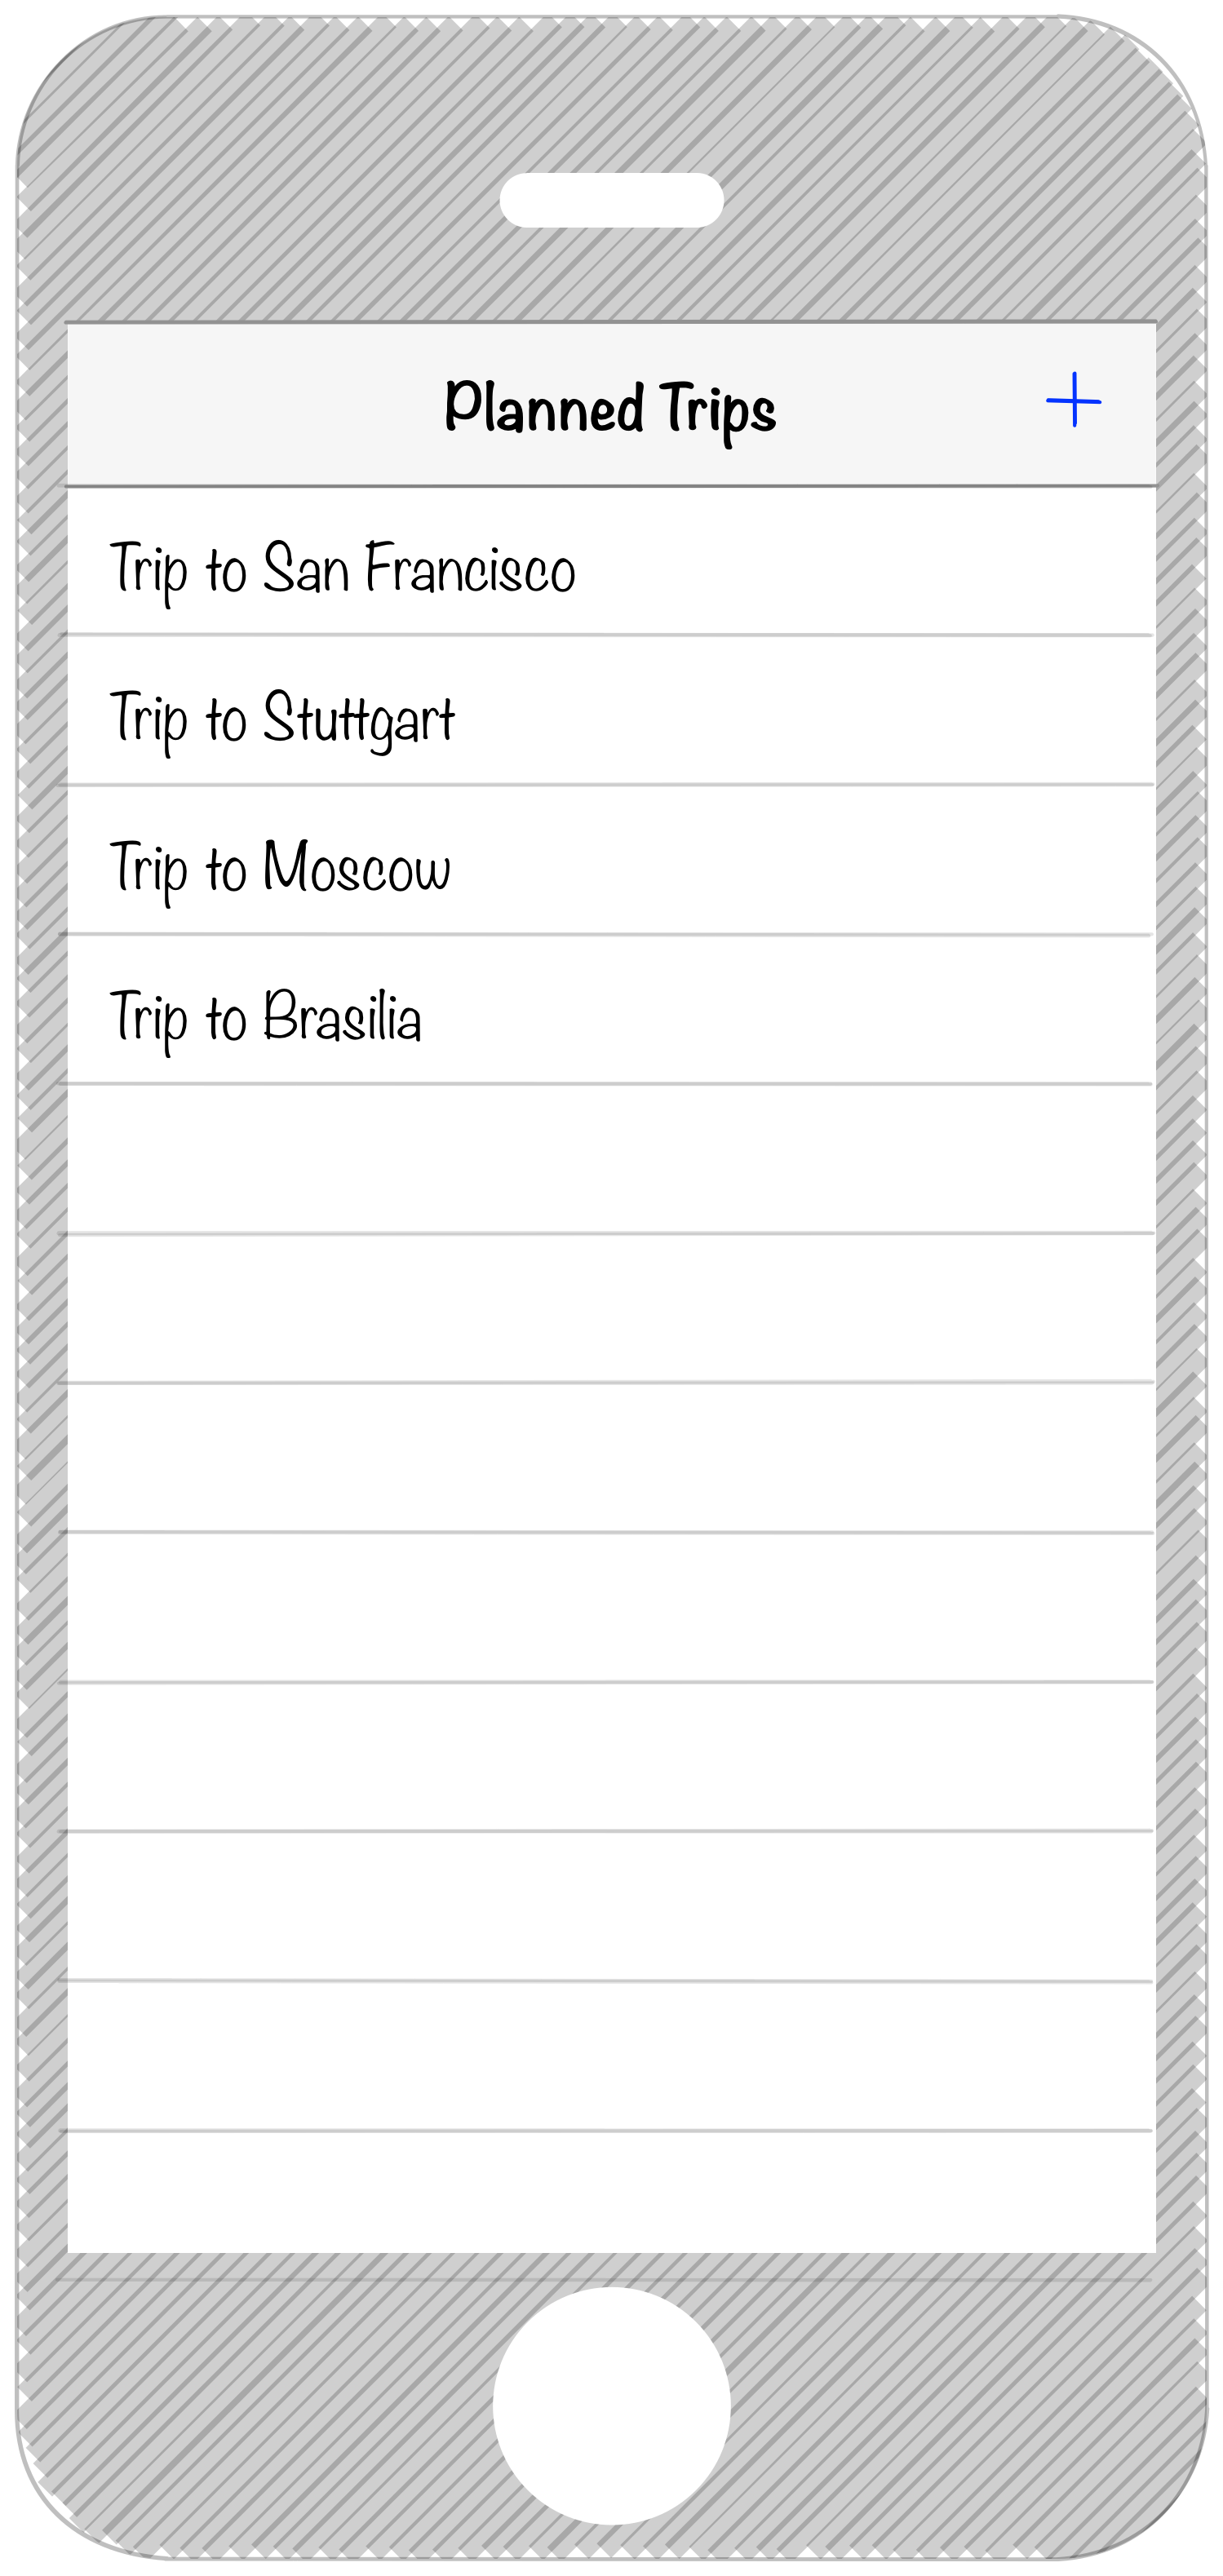 Planned Trips +
Trip to San Francisco
Trip to Stuttgart
Trip to Moscow
Trip to Brasilia